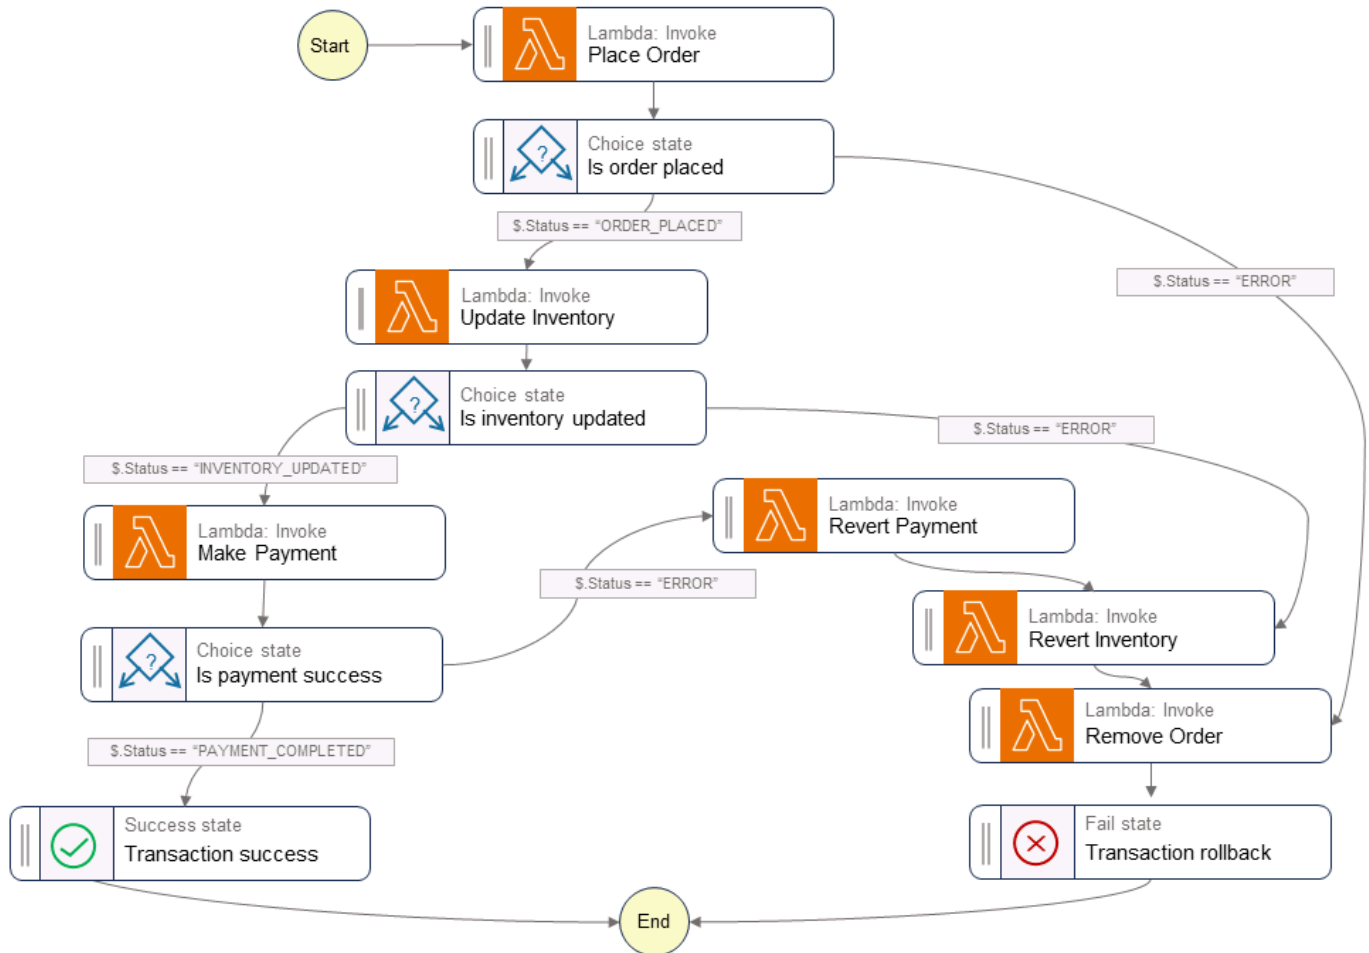 Start
Lambda: Invoke
Place Order
Choice state
Is order placed
$.Status == “ORDER_PLACED”
$.Status == “ERROR”
Lambda: Invoke
Update Inventory
Choice state
Is inventory updated
$.Status == “ERROR”
$.Status == “INVENTORY_UPDATED”
Lambda: Invoke
Revert Payment
Lambda: Invoke
Make Payment
$.Status == “ERROR”
Lambda: Invoke
Revert Inventory
Choice state
Is payment success
Lambda: Invoke
Remove Order
$.Status == “PAYMENT_COMPLETED”
Success state
Transaction success
Fail state
Transaction rollback
End